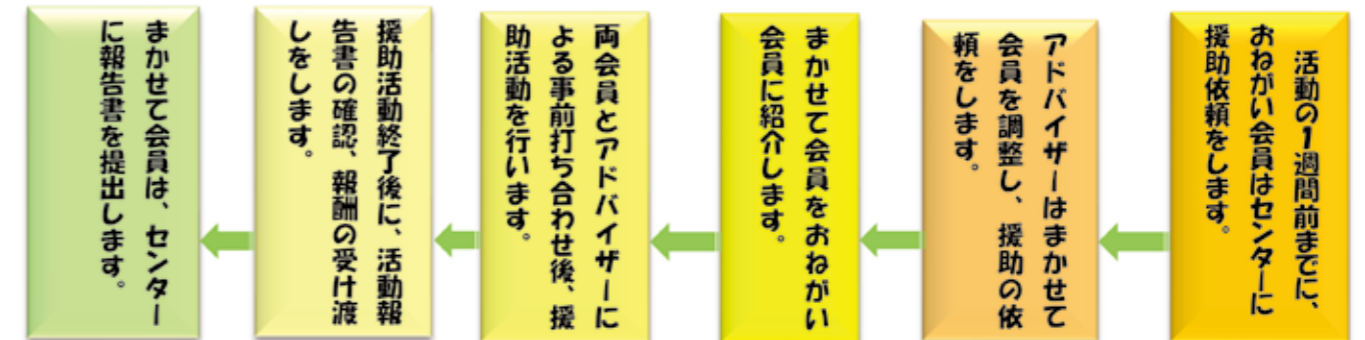 活動の1週間前までに、
おねがい会員はセンターに
援助依頼をします。
アドバイザーはまかせて
会員を調整し、援助の依
頼をします。
まかせて会員をおねがい
会員に紹介します。
両会員とアドバイザーに
よる事前打ち合わせ後、援
助活動を行います。
援助活動終了後に、活動報
告書の確認、報酬の受け渡
しをします。
まかせて会員は、センター
に報告書を提出します。